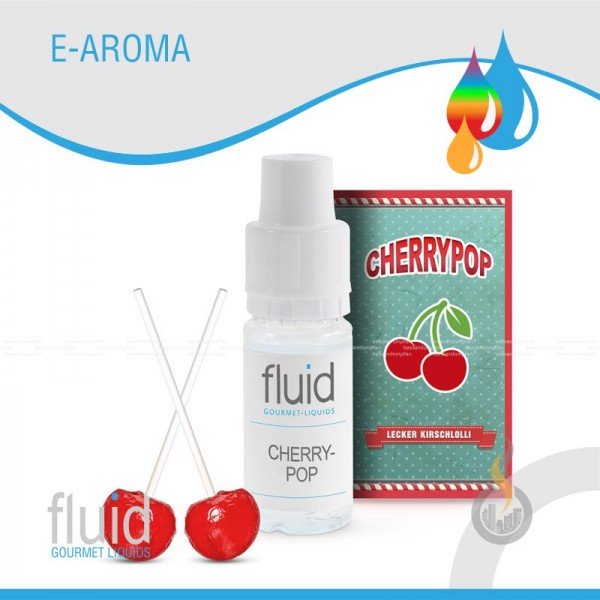 E-AROMA
CHERRYPOP
LECKER KIRSCHLOLLI
fluid
GOURMET-LIQUIDS
CHERRY-
POP
fluid
GOURMET LIQUIDS